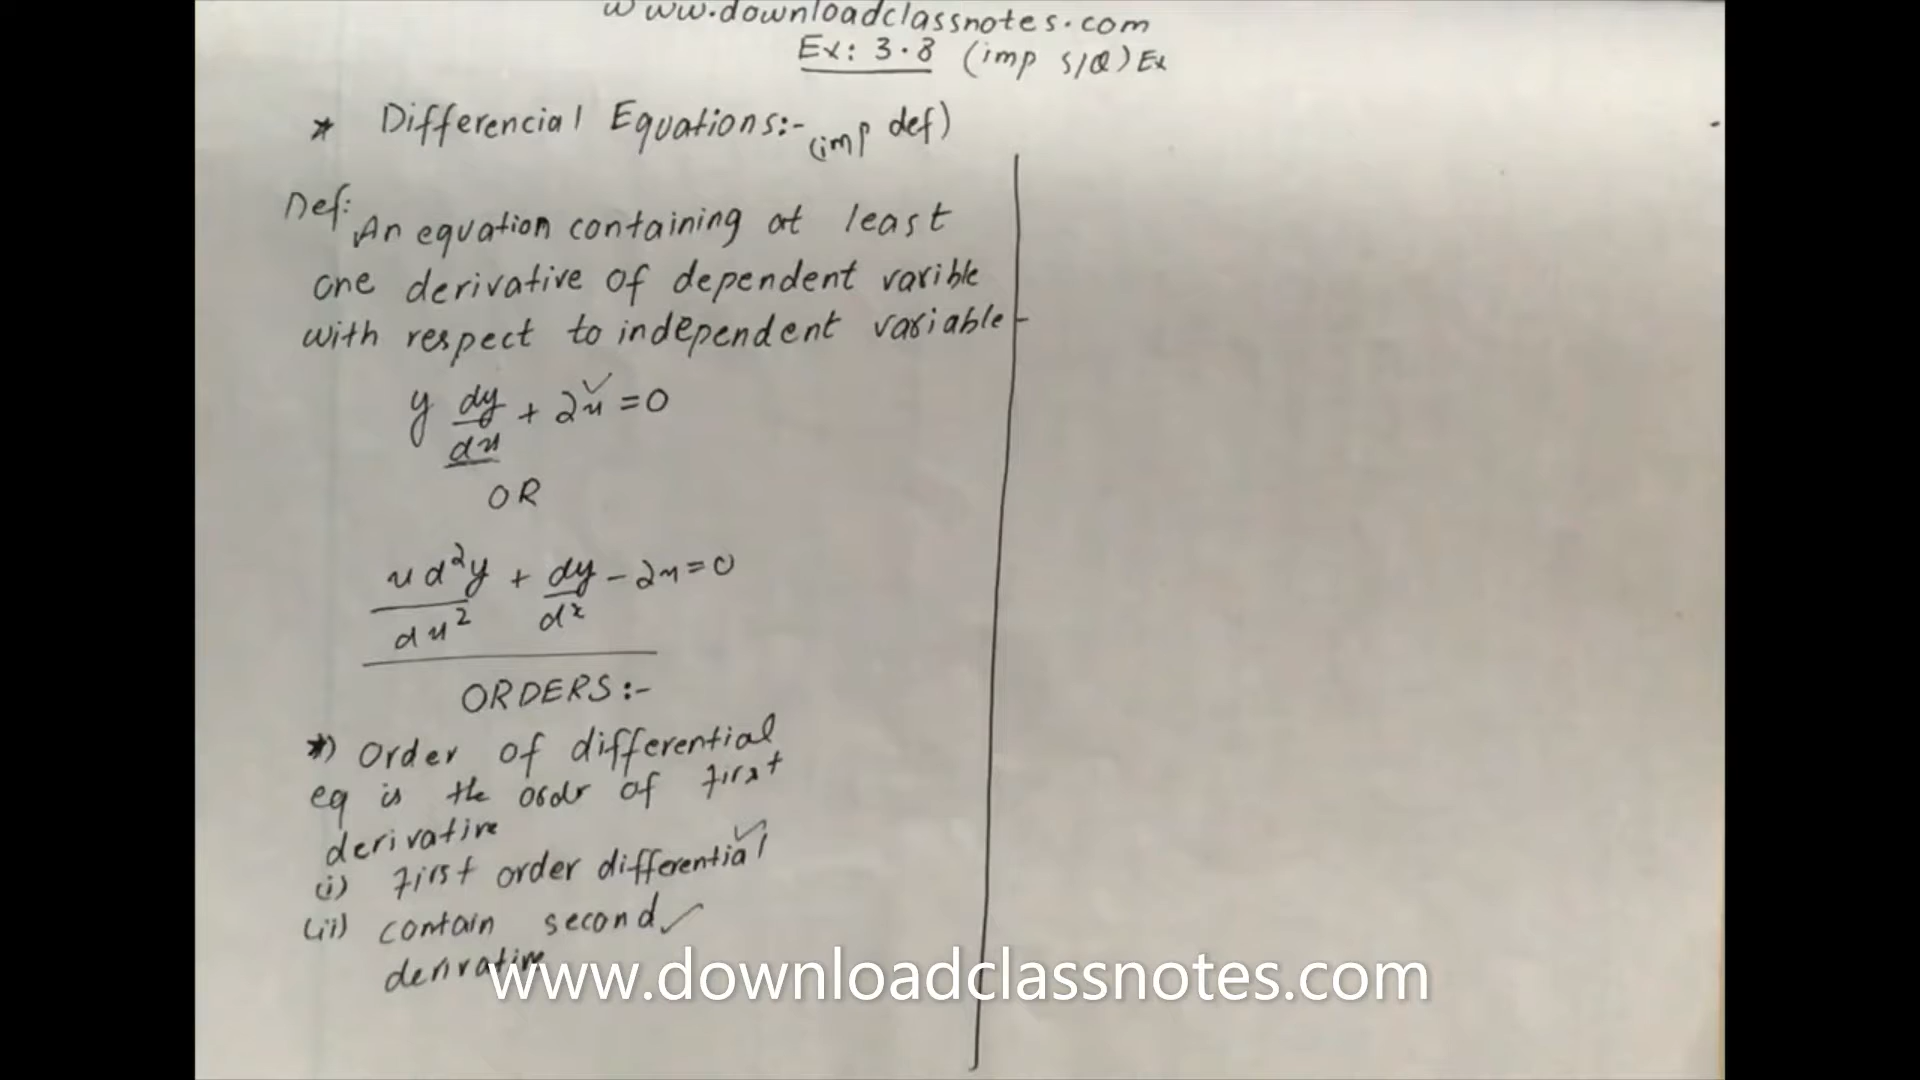 www.downloadclassnotes.com
Ex: 3.8 (imp S/Q) Ex
* Differencial Equations:- (imp def)
Def: An equation containing at least
one derivative of dependent varible
with respect to independent variable-
y dy/dx + 2x = 0
OR
x d²y/dx² + dy/dx - 2x = 0
ORDERS:-
*) Order of differential
eq is the order of first
derivative
(i) first order differential
(ii) contain second
derivative
www.downloadclassnotes.com